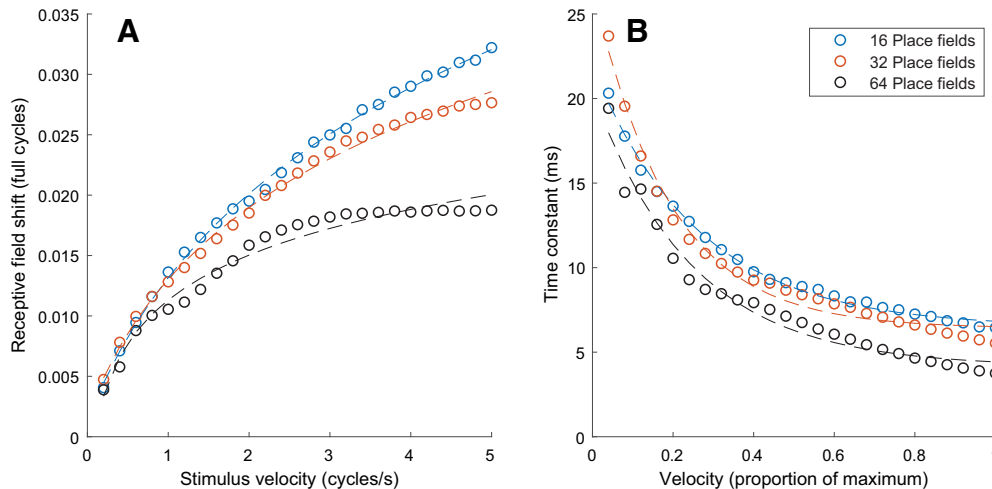 A
Receptive field shift (full cycles)
0.035
0.030
0.025
0.020
0.015
0.010
0.005
0
0 1 2 3 4 5
Stimulus velocity (cycles/s)
B
16 Place fields
32 Place fields
64 Place fields
Time constant (ms)
25
20
15
10
5
0
0 0.2 0.4 0.6 0.8
Velocity (proportion of maximum)